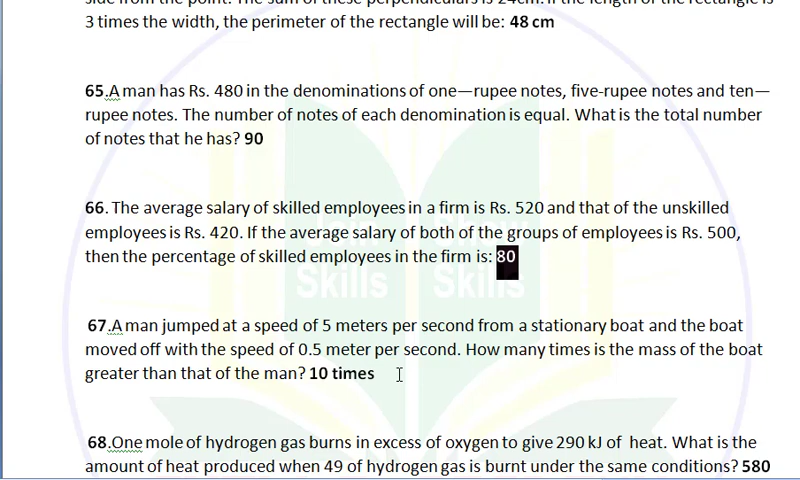 3 times the width, the perimeter of the rectangle will be: 48 cm
65.A man has Rs. 480 in the denominations of one—rupee notes, five-rupee notes and ten—
rupee notes. The number of notes of each denomination is equal. What is the total number
of notes that he has? 90
66. The average salary of skilled employees in a firm is Rs. 520 and that of the unskilled
employees is Rs. 420. If the average salary of both of the groups of employees is Rs. 500,
then the percentage of skilled employees in the firm is: 80
Join Show
Skills Skills
67.A man jumped at a speed of 5 meters per second from a stationary boat and the boat
moved off with the speed of 0.5 meter per second. How many times is the mass of the boat
greater than that of the man? 10 times
68.One mole of hydrogen gas burns in excess of oxygen to give 290 kJ of heat. What is the
amount of heat produced when 49 of hydrogen gas is burnt under the same conditions? 580